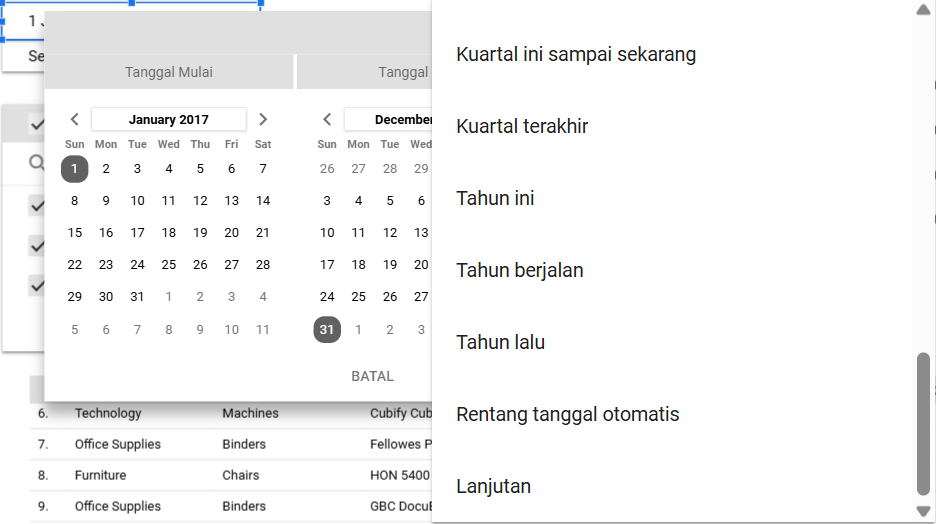 1 J
Se
Tanggal Mulai
Tanggal
January 2017
Decembe
Sun Mon Tue Wed Thu Fri Sat
Sun Mon Tue Wed
1 2 3 4 5 6 7
26 27 28 29
8 9 10 11 12 13 14
3 4 5 6
15 16 17 18 19 20 21
10 11 12 13
22 23 24 25 26 27 28
17 18 19 20
29 30 31 1 2 3 4
24 25 26 27
5 6 7 8 9 10 11
31 1 2 3
BATAL
6. Technology Machines Cubify Cub
7. Office Supplies Binders Fellowes P
8. Furniture Chairs HON 5400
9. Office Supplies Binders GBC Docu
Kuartal ini sampai sekarang
Kuartal terakhir
Tahun ini
Tahun berjalan
Tahun lalu
Rentang tanggal otomatis
Lanjutan